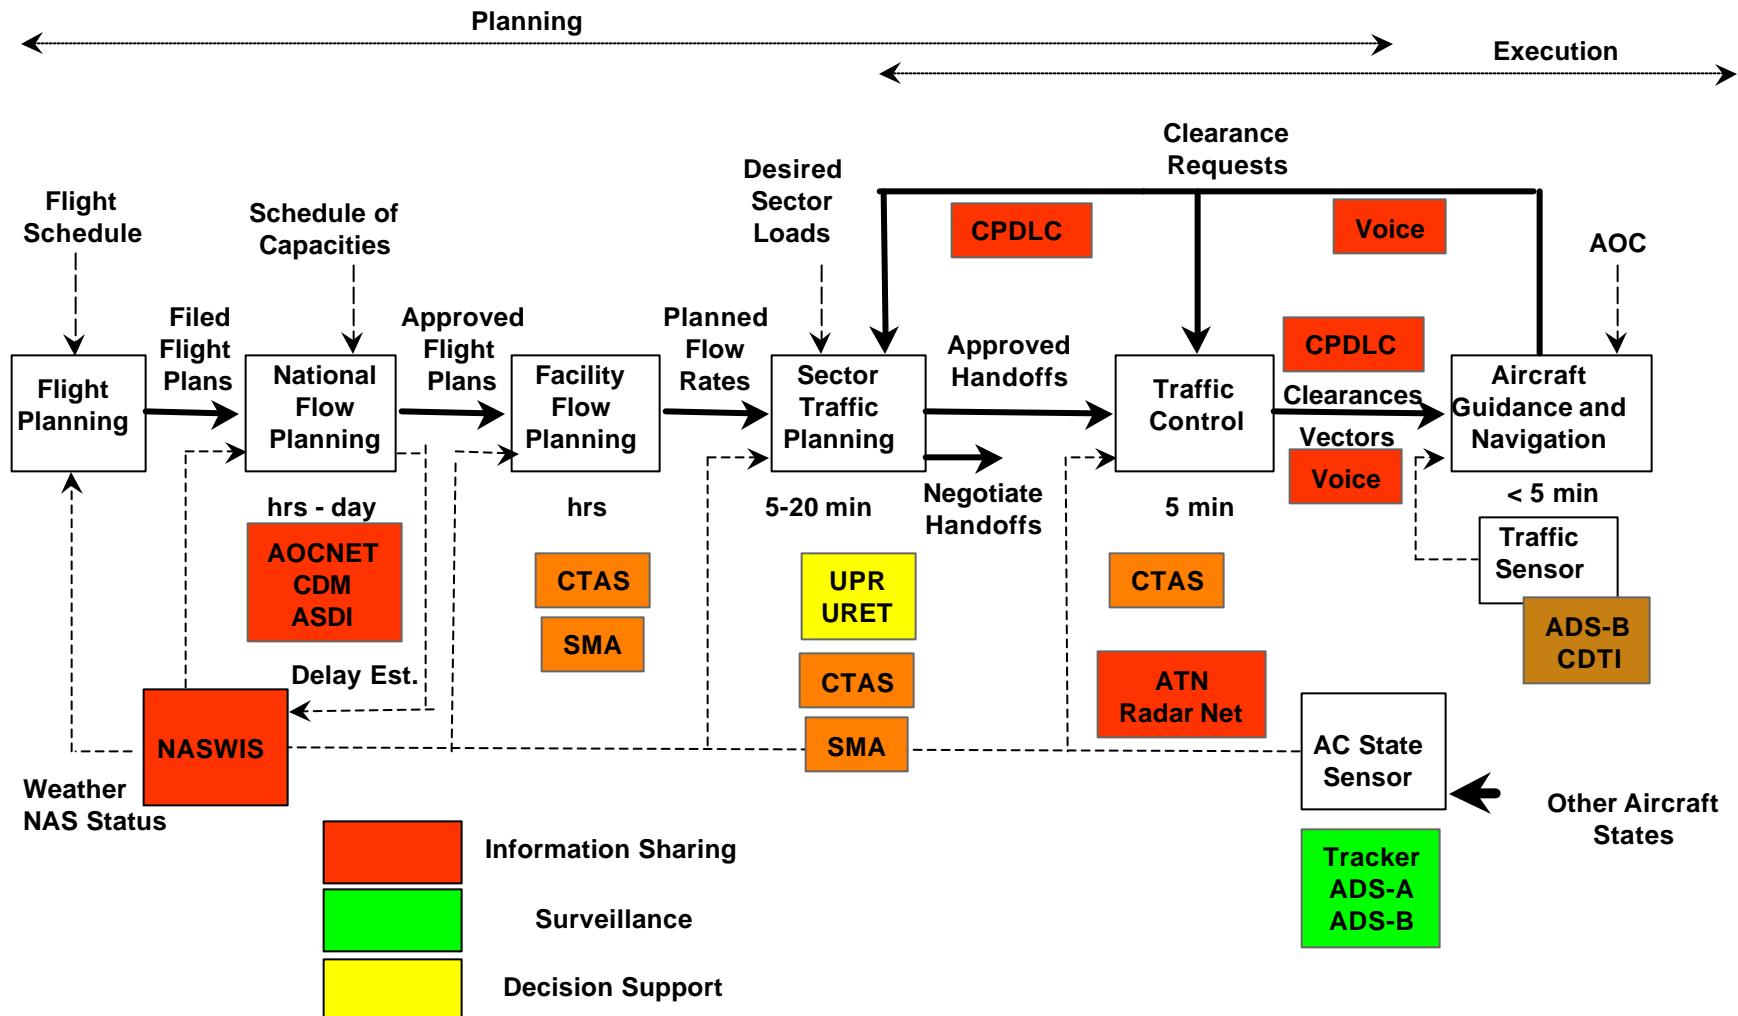 Planning
Execution
Clearance
Requests
Desired
Sector
Loads
Flight
Schedule
Schedule of
Capacities
CPDLC
Voice
AOC
Filed
Flight
Plans
Approved
Flight
Plans
Planned
Flow
Rates
Approved
Handoffs
CPDLC
Flight
Planning
National
Flow
Planning
Facility
Flow
Planning
Sector
Traffic
Planning
Traffic
Control
Clearances
Aircraft
Guidance and
Navigation
Vectors
Voice
Negotiate
Handoffs
hrs - day
hrs
5-20 min
5 min
< 5 min
AOCNET
CDM
ASDI
CTAS
SMA
UPR
URET
CTAS
SMA
CTAS
Traffic
Sensor
ADS-B
CDTI
Delay Est.
ATN
Radar Net
NASWIS
AC State
Sensor
Weather
NAS Status
Other Aircraft
States
Tracker
ADS-A
ADS-B
Information Sharing
Surveillance
Decision Support